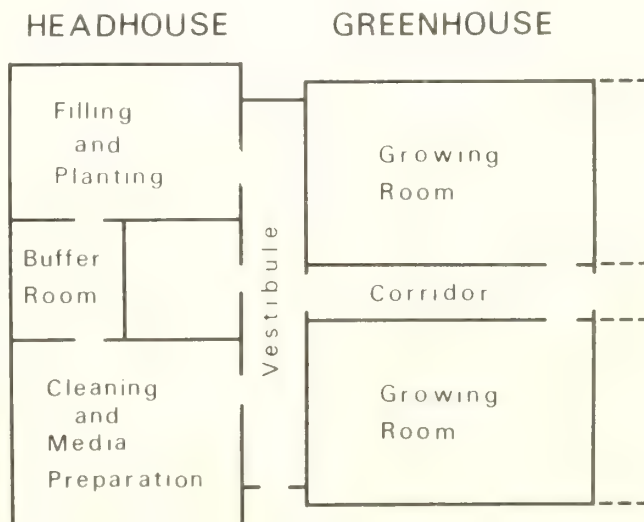 HEADHOUSE
GREENHOUSE
Filling
and
Planting
Buffer
Room
Cleaning
and
Media
Preparation
Vestibule
Growing
Room
Corridor
Growing
Room